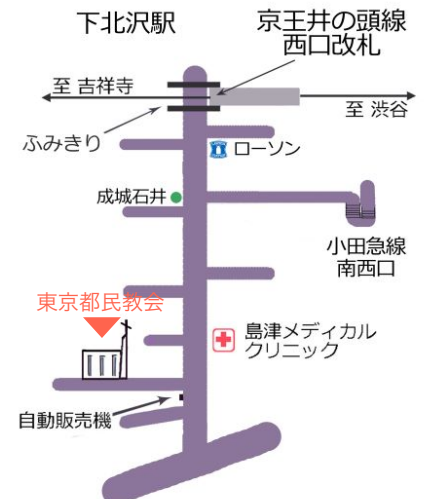 下北沢駅
京王井の頭線
西口改札
至 吉祥寺
至 渋谷
ふみきり
ローソン
成城石井
小田急線
南西口
東京都民教会
島津メディカル
クリニック
自動販売機